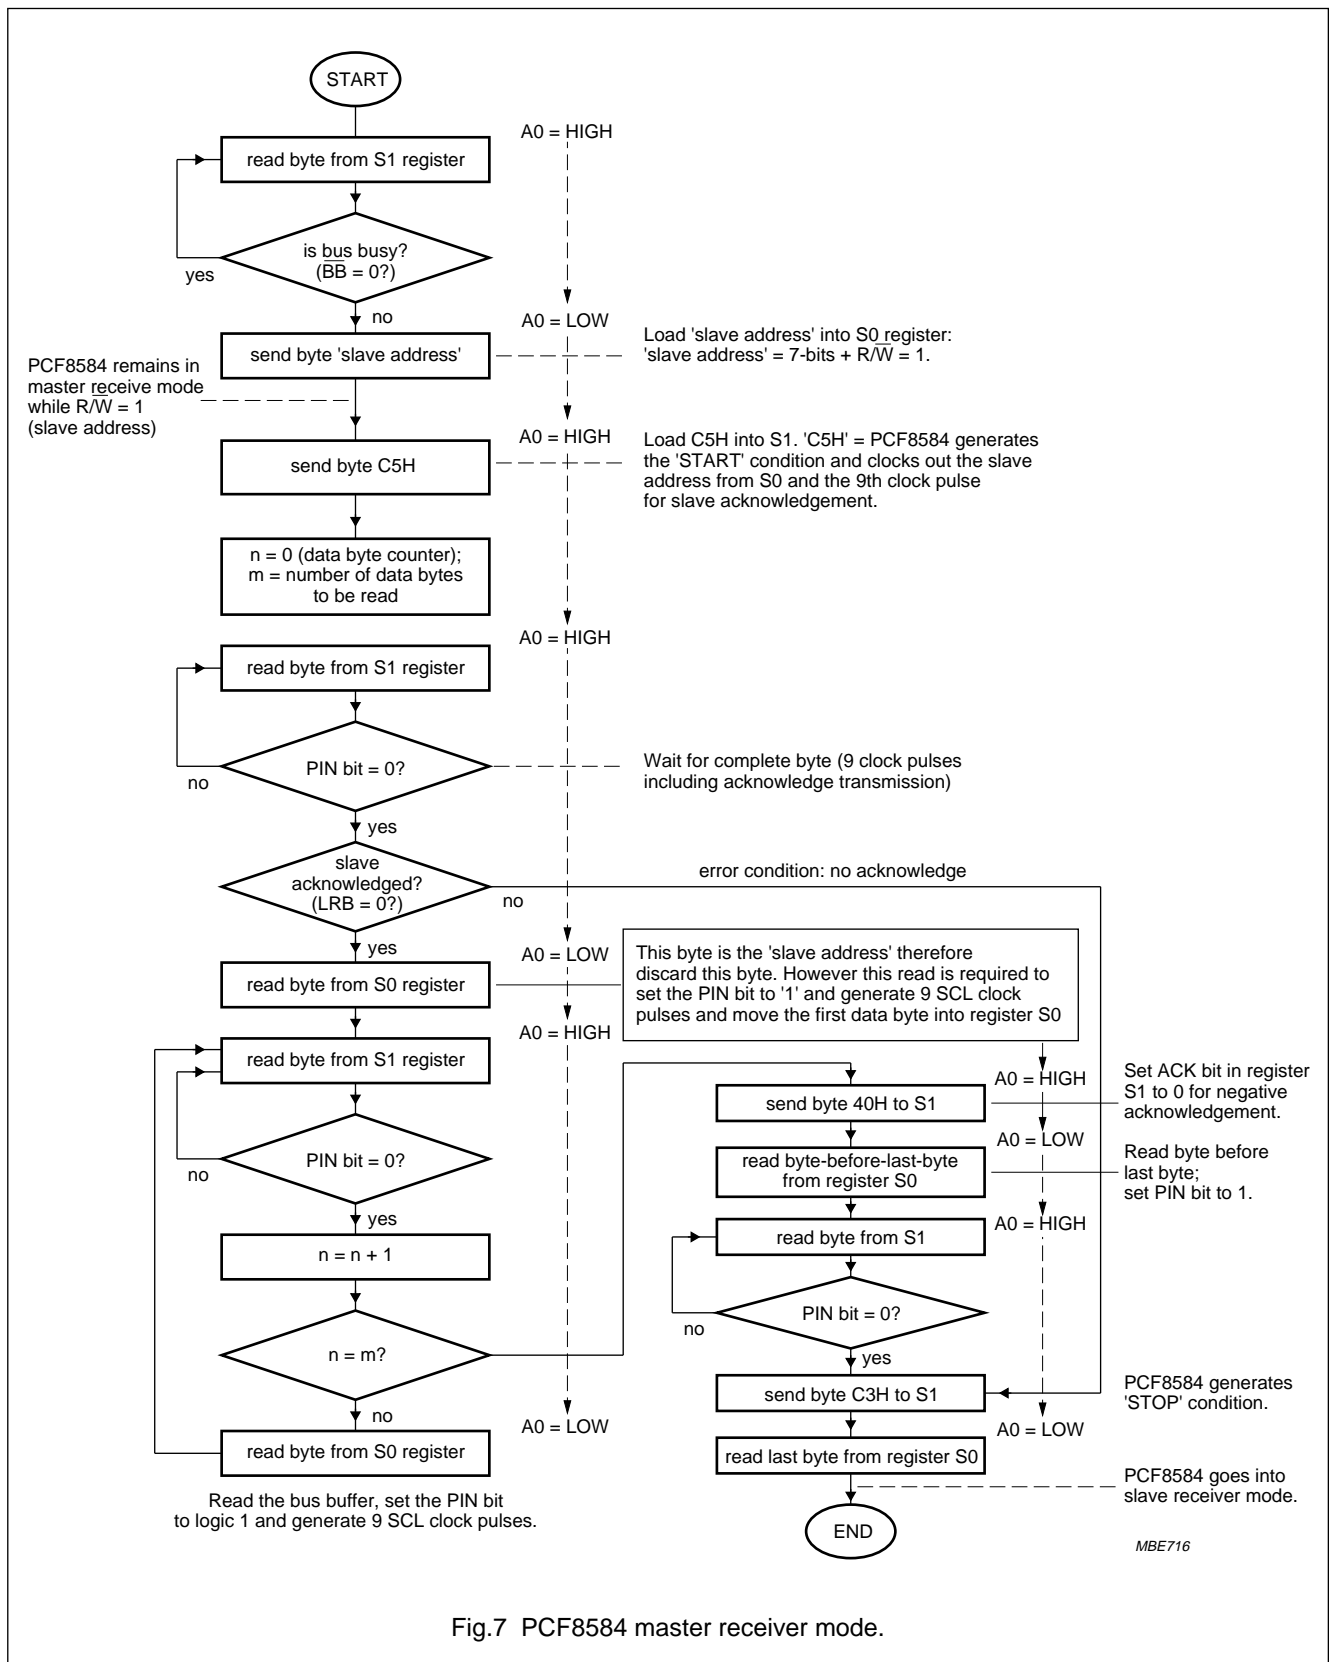 START
A0 = HIGH
read byte from S1 register
is bus busy?
(B̅B̅ = 0?)
yes
no
A0 = LOW
send byte 'slave address'
Load 'slave address' into S0 register:
'slave address' = 7-bits + R/W̅ = 1.
PCF8584 remains in
master receive mode
while R/W̅ = 1
(slave address)
A0 = HIGH
send byte C5H
Load C5H into S1. 'C5H' = PCF8584 generates
the 'START' condition and clocks out the slave
address from S0 and the 9th clock pulse
for slave acknowledgement.
n = 0 (data byte counter);
m = number of data bytes
to be read
A0 = HIGH
read byte from S1 register
PIN bit = 0?
no
Wait for complete byte (9 clock pulses
including acknowledge transmission)
yes
slave
acknowledged?
(LRB = 0?)
no
error condition: no acknowledge
yes
A0 = LOW
read byte from S0 register
This byte is the 'slave address' therefore
discard this byte. However this read is required to
set the PIN bit to '1' and generate 9 SCL clock
pulses and move the first data byte into register S0
A0 = HIGH
read byte from S1 register
PIN bit = 0?
no
yes
n = n + 1
n = m?
no
A0 = LOW
read byte from S0 register
Read the bus buffer, set the PIN bit
to logic 1 and generate 9 SCL clock pulses.
A0 = HIGH
send byte 40H to S1
Set ACK bit in register
S1 to 0 for negative
acknowledgement.
A0 = LOW
read byte-before-last-byte
from register S0
Read byte before
last byte;
set PIN bit to 1.
A0 = HIGH
read byte from S1
PIN bit = 0?
no
yes
send byte C3H to S1
PCF8584 generates
'STOP' condition.
A0 = LOW
read last byte from register S0
PCF8584 goes into
slave receiver mode.
END
MBE716
Fig.7 PCF8584 master receiver mode.